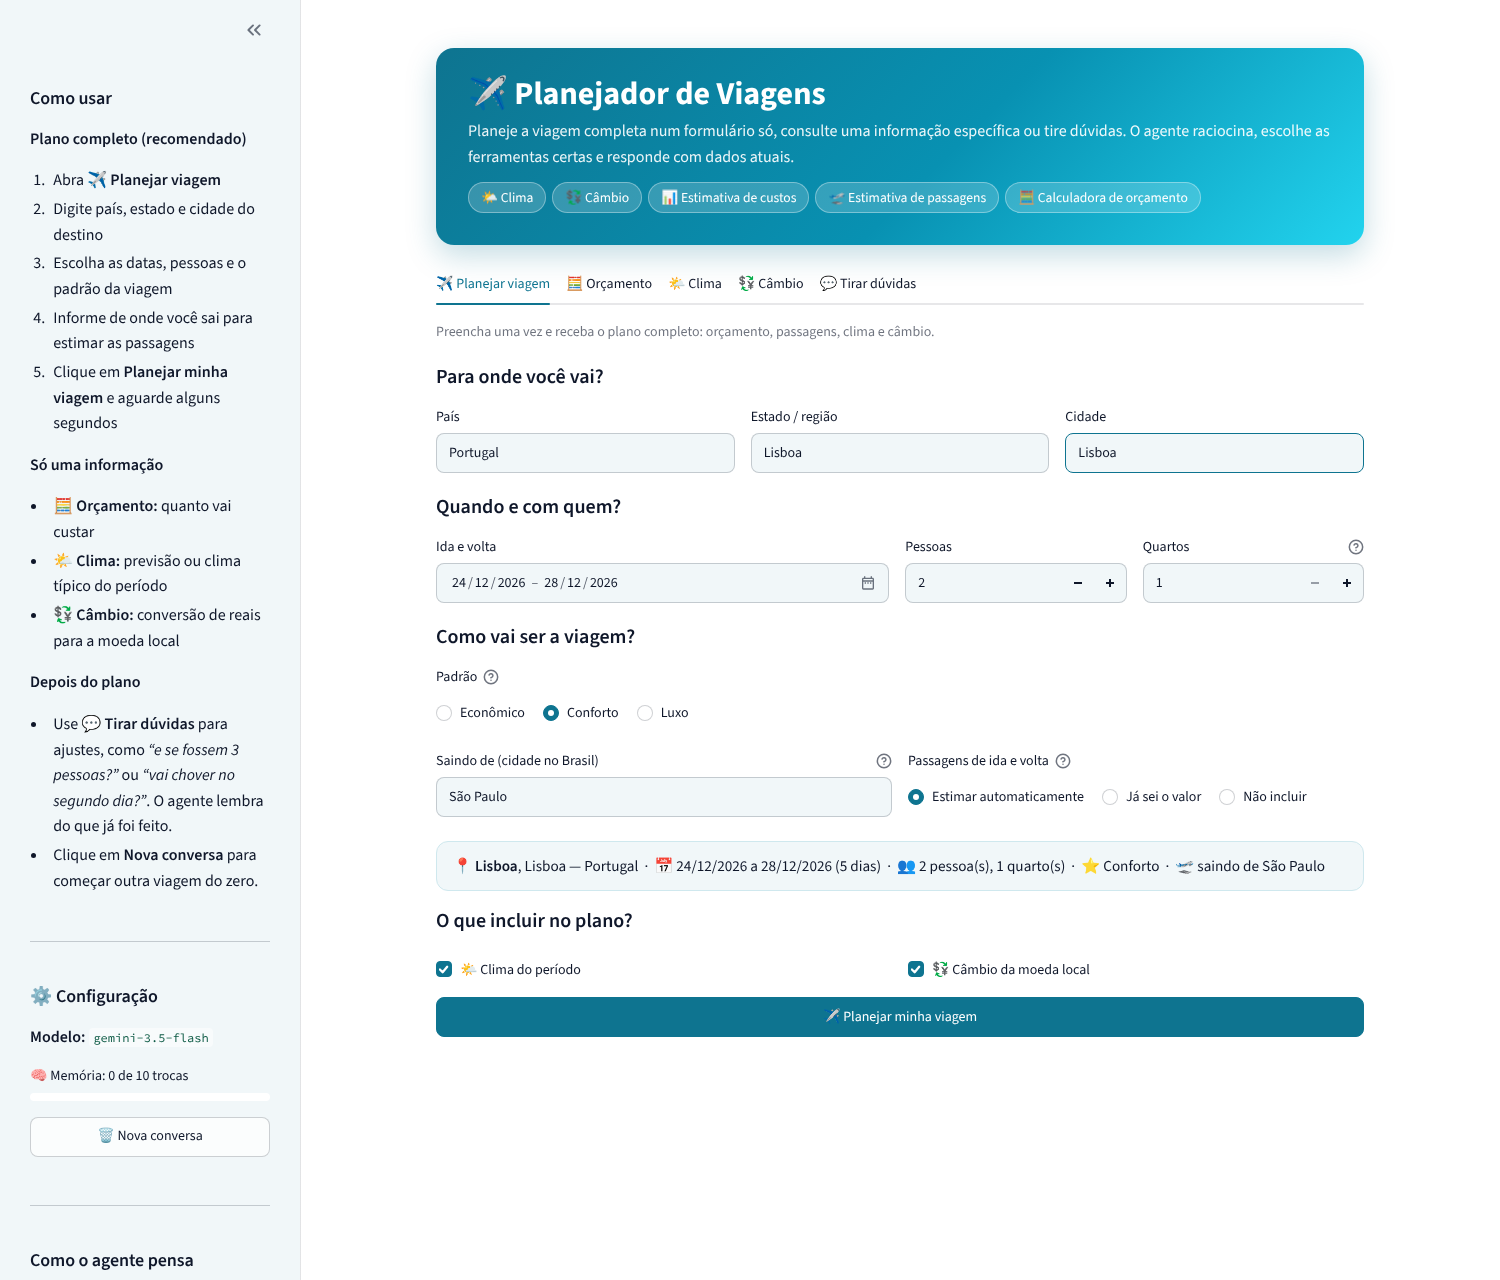 Como usar
Plano completo (recomendado)
1. Abra ✈️ Planejar viagem
2. Digite país, estado e cidade do
destino
3. Escolha as datas, pessoas e o
padrão da viagem
4. Informe de onde você sai para
estimar as passagens
5. Clique em Planejar minha
viagem e aguarde alguns
segundos
Só uma informação
• 🧮 Orçamento: quanto vai
custar
• 🌤️ Clima: previsão ou clima
típico do período
• 💱 Câmbio: conversão de reais
para a moeda local
Depois do plano
• Use 💬 Tirar dúvidas para
ajustes, como “e se fossem 3
pessoas?” ou “vai chover no
segundo dia?”. O agente lembra
do que já foi feito.
• Clique em Nova conversa para
começar outra viagem do zero.
⚙️ Configuração
Modelo: gemini-3.5-flash
🧠 Memória: 0 de 10 trocas
🗑️ Nova conversa
Como o agente pensa
✈️ Planejador de Viagens
Planeje a viagem completa num formulário só, consulte uma informação específica ou tire dúvidas. O agente raciocina, escolhe as
ferramentas certas e responde com dados atuais.
🌤️ Clima 💱 Câmbio 📊 Estimativa de custos 🛫 Estimativa de passagens 🧮 Calculadora de orçamento
✈️ Planejar viagem 🧮 Orçamento 🌤️ Clima 💱 Câmbio 💬 Tirar dúvidas
Preencha uma vez e receba o plano completo: orçamento, passagens, clima e câmbio.
Para onde você vai?
País Estado / região Cidade
Portugal Lisboa Lisboa
Quando e com quem?
Ida e volta Pessoas Quartos
24 / 12 / 2026 – 28 / 12 / 2026 2 1
Como vai ser a viagem?
Padrão
Econômico Conforto Luxo
Saindo de (cidade no Brasil) Passagens de ida e volta
São Paulo Estimar automaticamente Já sei o valor Não incluir
📍 Lisboa, Lisboa — Portugal · 📅 24/12/2026 a 28/12/2026 (5 dias) · 👥 2 pessoa(s), 1 quarto(s) · ⭐ Conforto · 🛫 saindo de São Paulo
O que incluir no plano?
🌤️ Clima do período 💱 Câmbio da moeda local
✈️ Planejar minha viagem